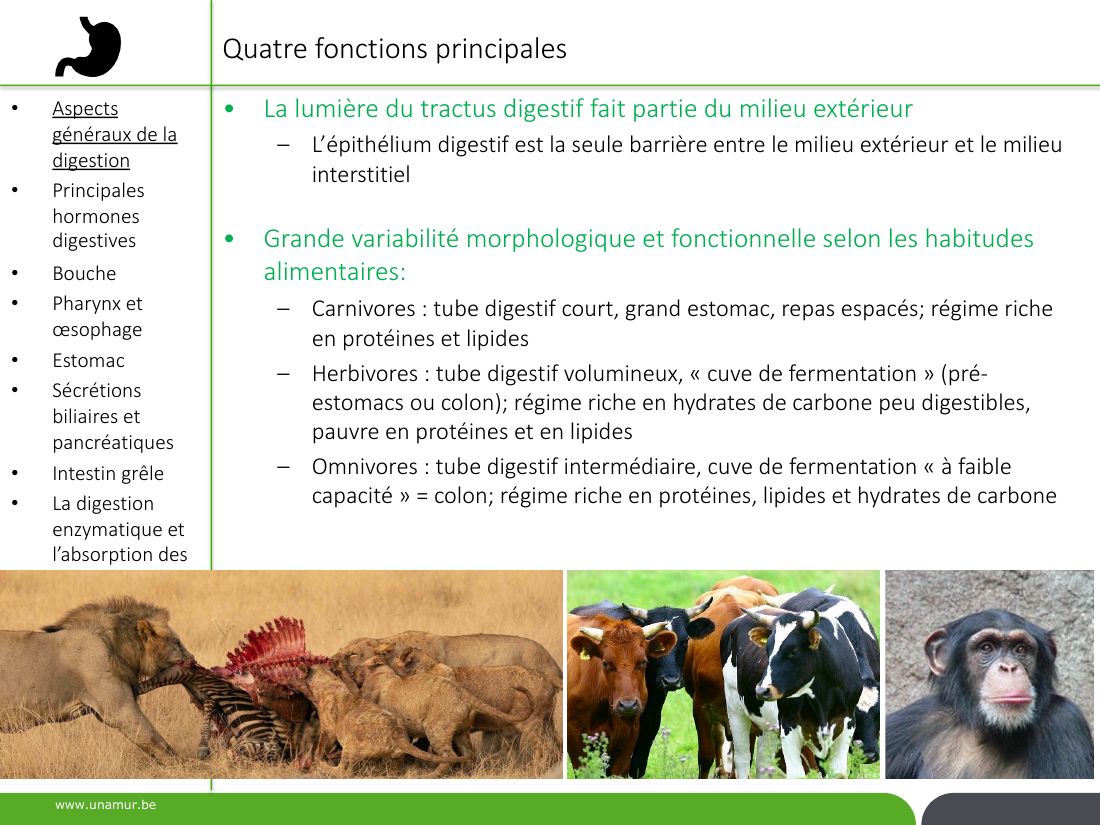 Quatre fonctions principales
• Aspects
généraux de la
digestion
• Principales
hormones
digestives
• Bouche
• Pharynx et
œsophage
• Estomac
• Sécrétions
biliaires et
pancréatiques
• Intestin grêle
• La digestion
enzymatique et
l’absorption des
• La lumière du tractus digestif fait partie du milieu extérieur
– L’épithélium digestif est la seule barrière entre le milieu extérieur et le milieu
interstitiel
• Grande variabilité morphologique et fonctionnelle selon les habitudes
alimentaires:
– Carnivores : tube digestif court, grand estomac, repas espacés; régime riche
en protéines et lipides
– Herbivores : tube digestif volumineux, « cuve de fermentation » (pré-
estomacs ou colon); régime riche en hydrates de carbone peu digestibles,
pauvre en protéines et en lipides
– Omnivores : tube digestif intermédiaire, cuve de fermentation « à faible
capacité » = colon; régime riche en protéines, lipides et hydrates de carbone
www.unamur.be